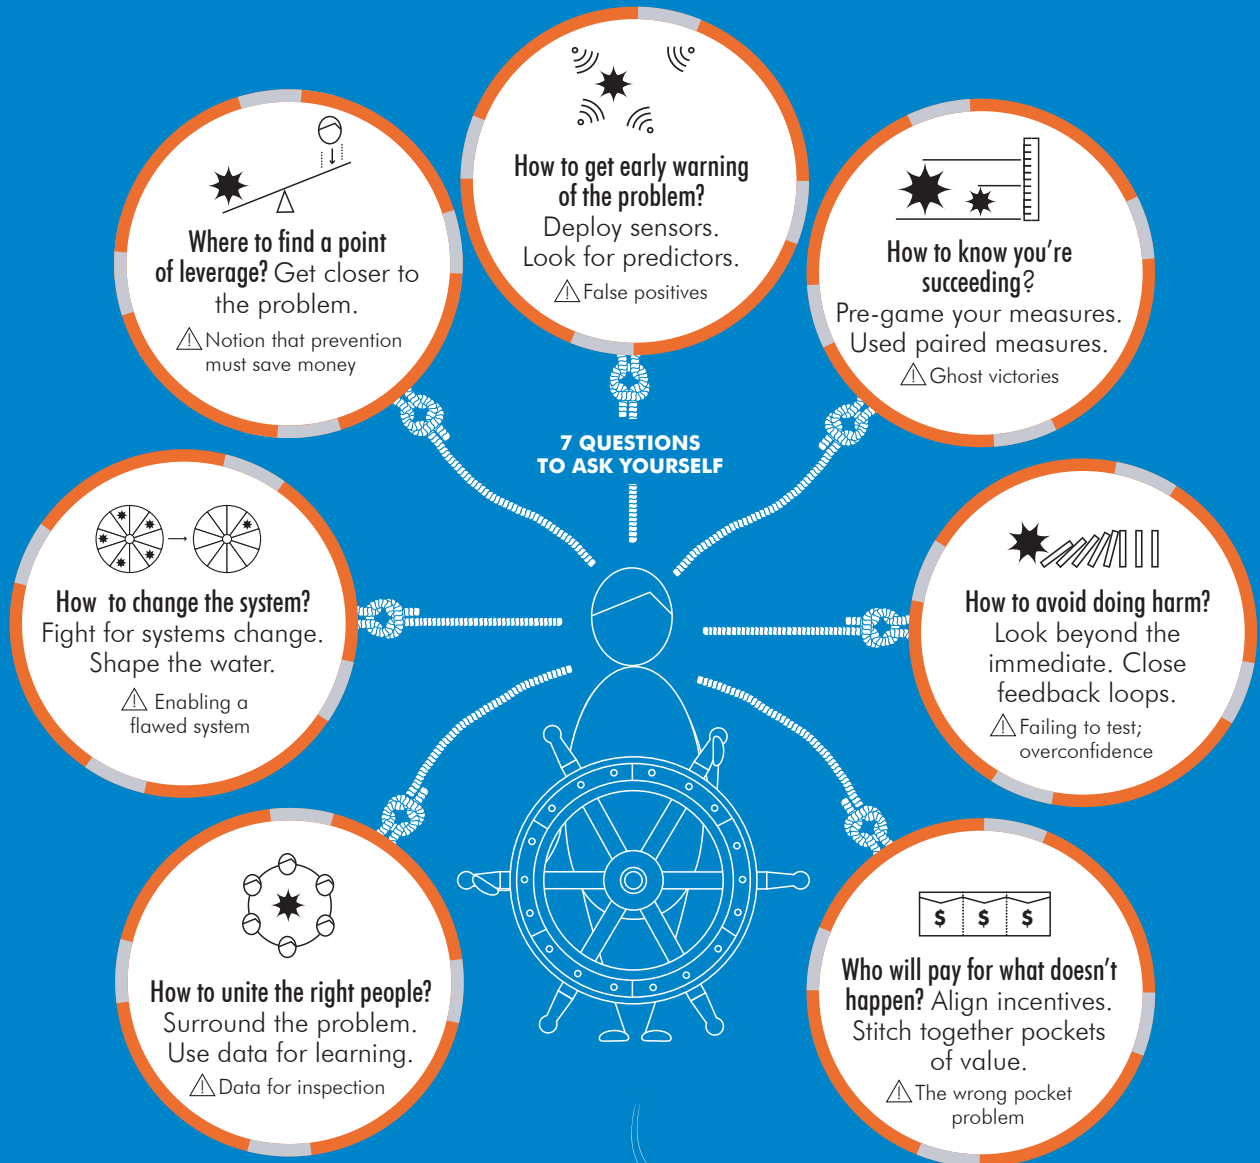 7 QUESTIONS
TO ASK YOURSELF
How to unite the right people?
Surround the problem.
Use data for learning.
⚠ Data for inspection
How to change the system?
Fight for systems change.
Shape the water.
⚠ Enabling a
flawed system
Where to find a point
of leverage? Get closer to
the problem.
⚠ Notion that prevention
must save money
How to get early warning
of the problem?
Deploy sensors.
Look for predictors.
⚠ False positives
How to know you're
succeeding?
Pre-game your measures.
Used paired measures.
⚠ Ghost victories
How to avoid doing harm?
Look beyond the
immediate. Close
feedback loops.
⚠ Failing to test;
overconfidence
$ $ $
Who will pay for what doesn't
happen? Align incentives.
Stitch together pockets
of value.
⚠ The wrong pocket
problem